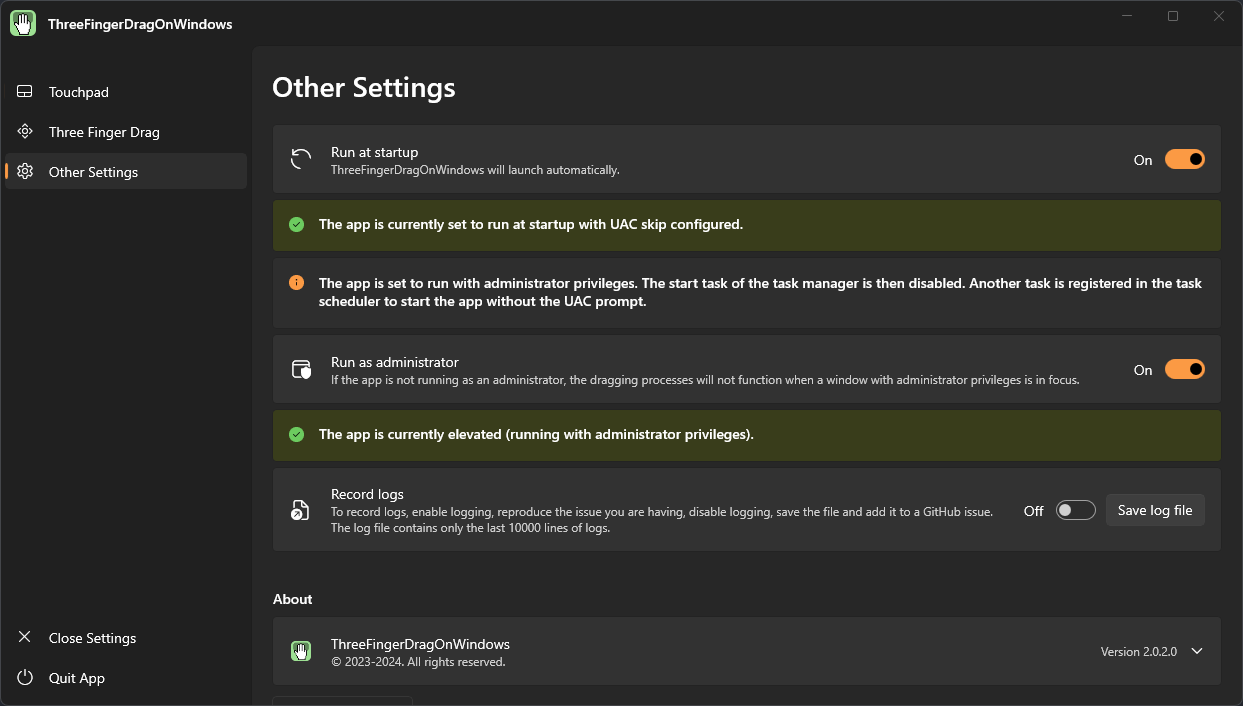 ThreeFingerDragOnWindows
Touchpad
Three Finger Drag
Other Settings
Close Settings
Quit App
Other Settings
Run at startup
ThreeFingerDragOnWindows will launch automatically.
On
The app is currently set to run at startup with UAC skip configured.
The app is set to run with administrator privileges. The start task of the task manager is then disabled. Another task is registered in the task
scheduler to start the app without the UAC prompt.
Run as administrator
If the app is not running as an administrator, the dragging processes will not function when a window with administrator privileges is in focus.
On
The app is currently elevated (running with administrator privileges).
Record logs
To record logs, enable logging, reproduce the issue you are having, disable logging, save the file and add it to a GitHub issue.
The log file contains only the last 10000 lines of logs.
Off
Save log file
About
ThreeFingerDragOnWindows
© 2023-2024. All rights reserved.
Version 2.0.2.0